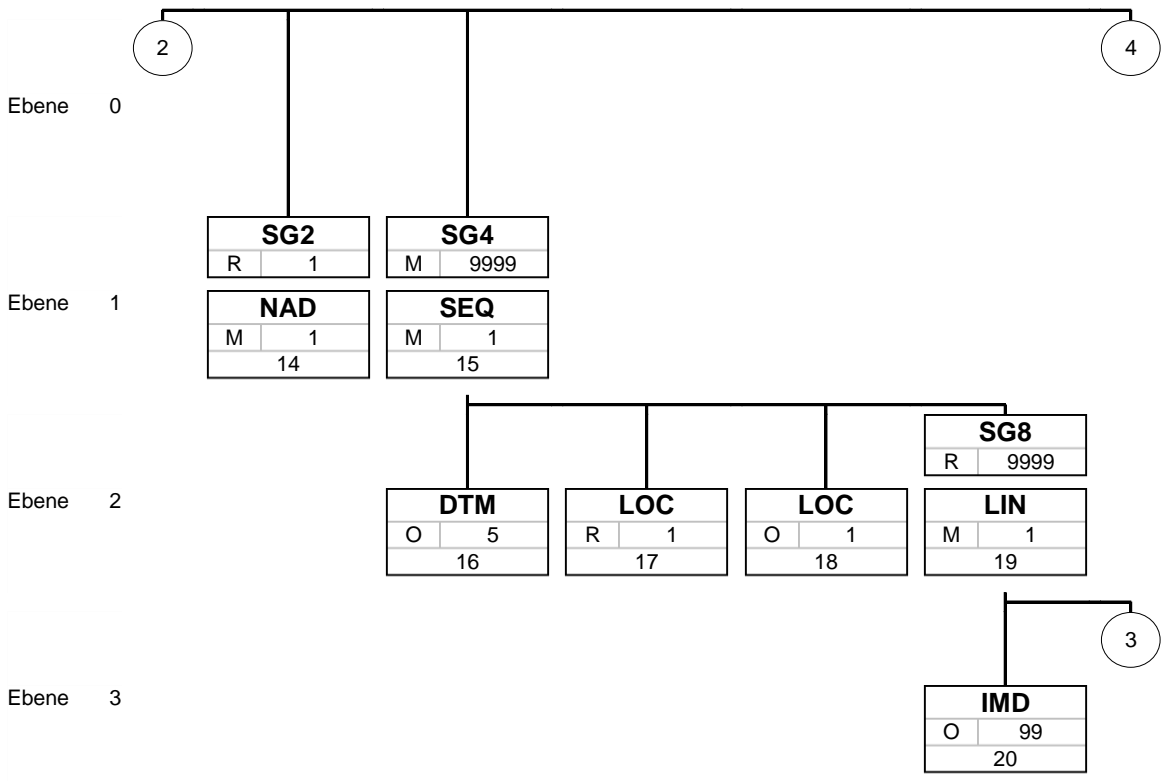 2
4
Ebene 0
SG2 SG4
R 1 M 9999
Ebene 1
NAD SEQ
M 1 M 1
14 15
SG8
R 9999
Ebene 2
DTM LOC LOC LIN
O 5 R 1 O 1 M 1
16 17 18 19
3
Ebene 3
IMD
O 99
20